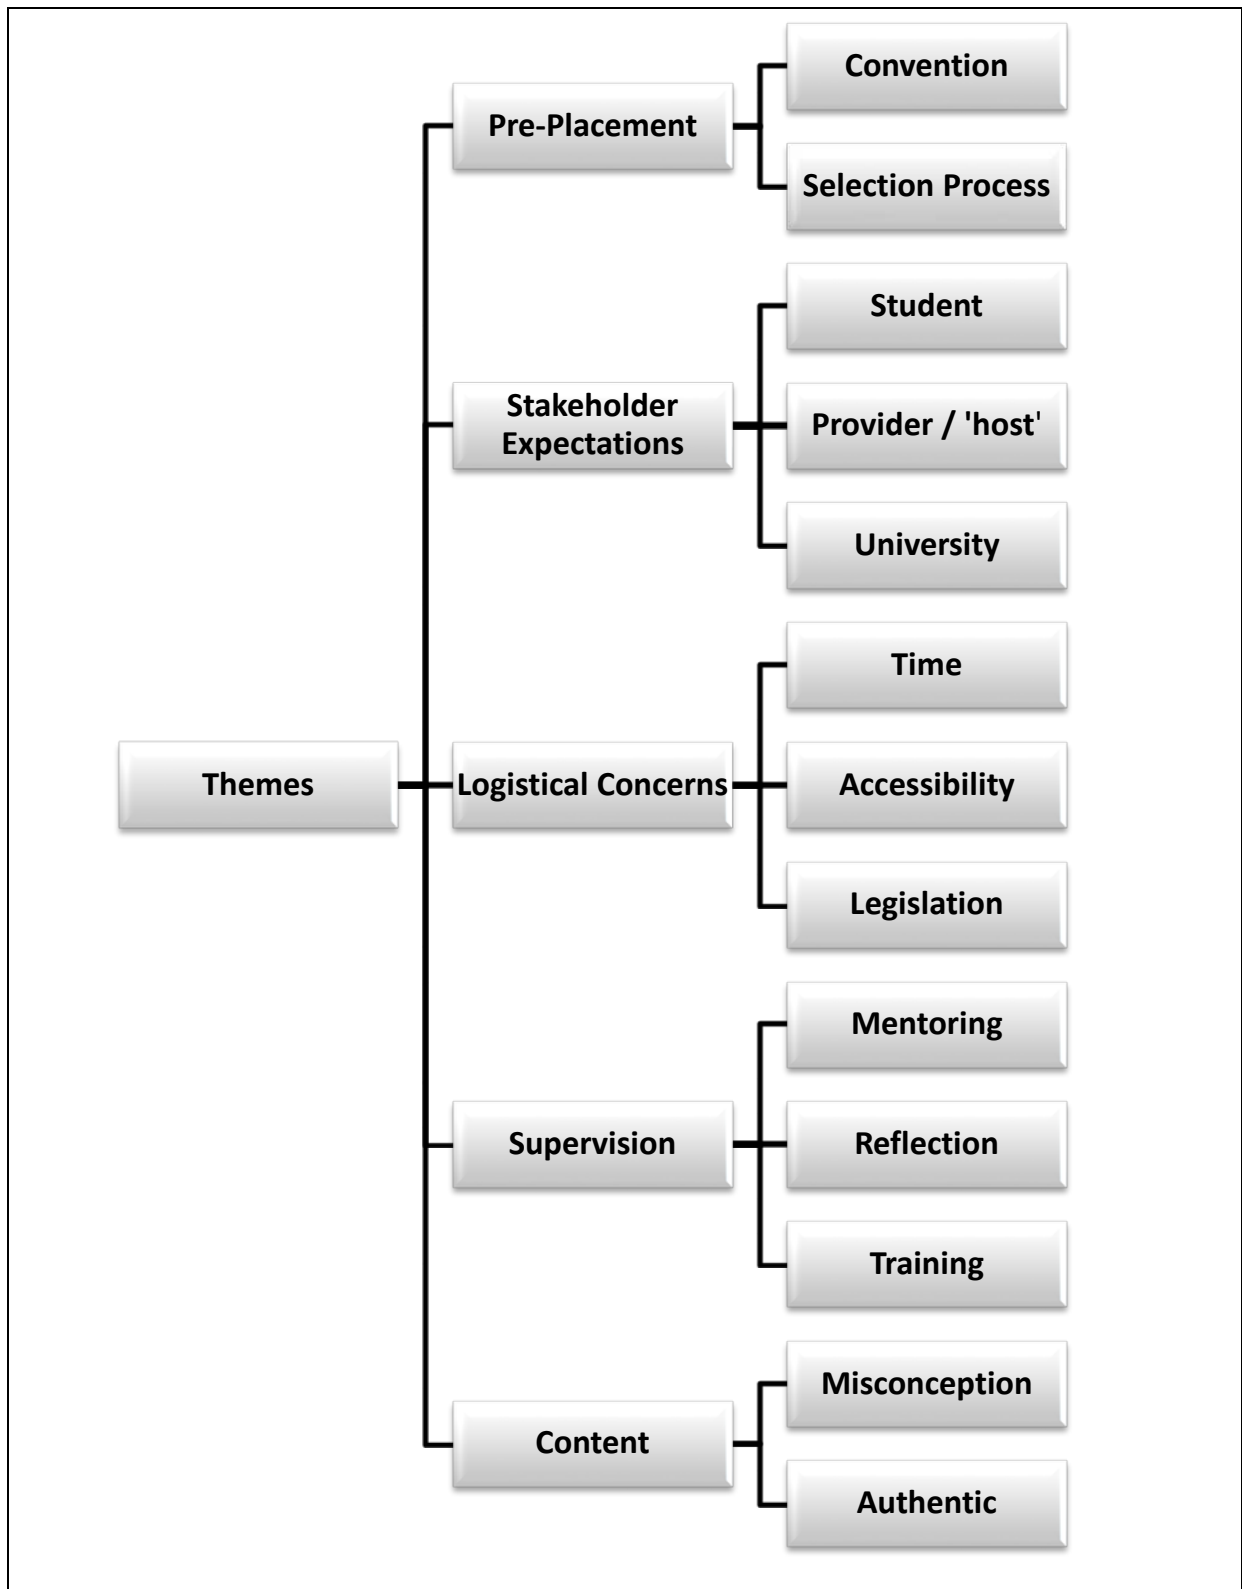 Themes
Pre-Placement
Convention
Selection Process
Stakeholder
Expectations
Student
Provider / 'host'
University
Logistical Concerns
Time
Accessibility
Legislation
Supervision
Mentoring
Reflection
Training
Content
Misconception
Authentic